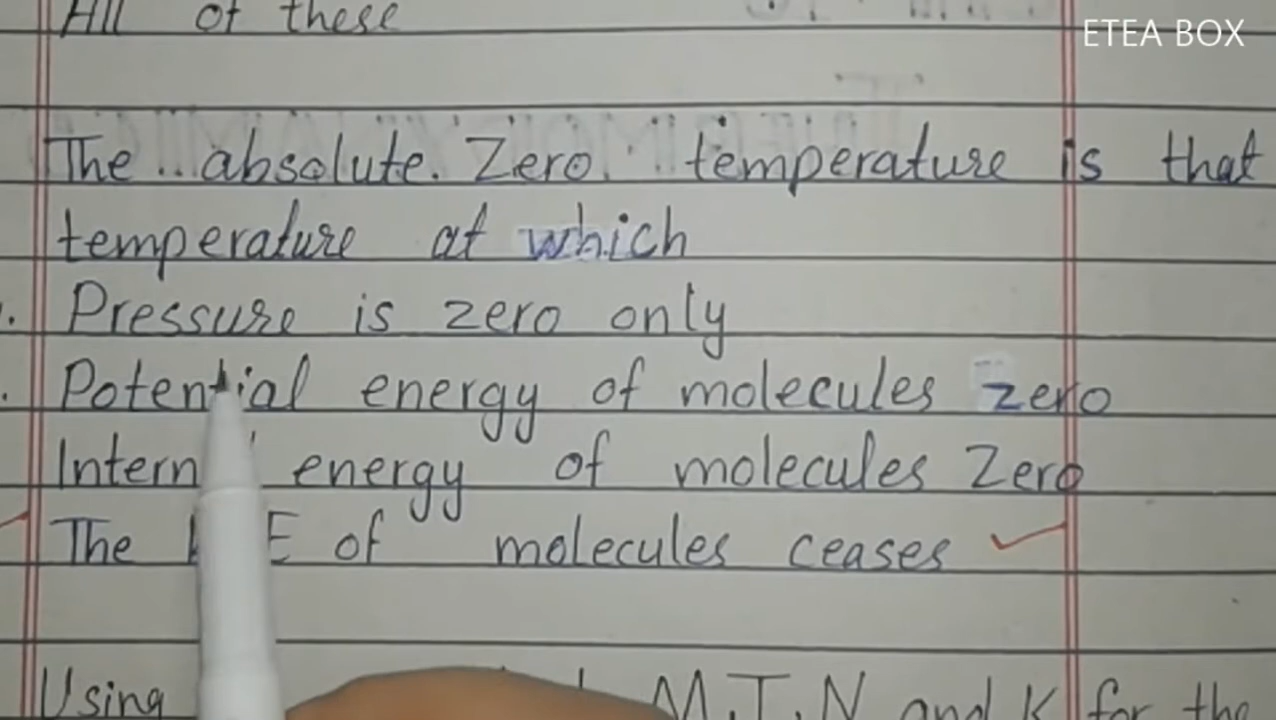 All of these
ETEA BOX
The absolute Zero temperature is that
temperature at which
Pressure is zero only
Potential energy of molecules zero
energy of molecules Zero
The E of molecules ceases
Using M, T, N and K for the